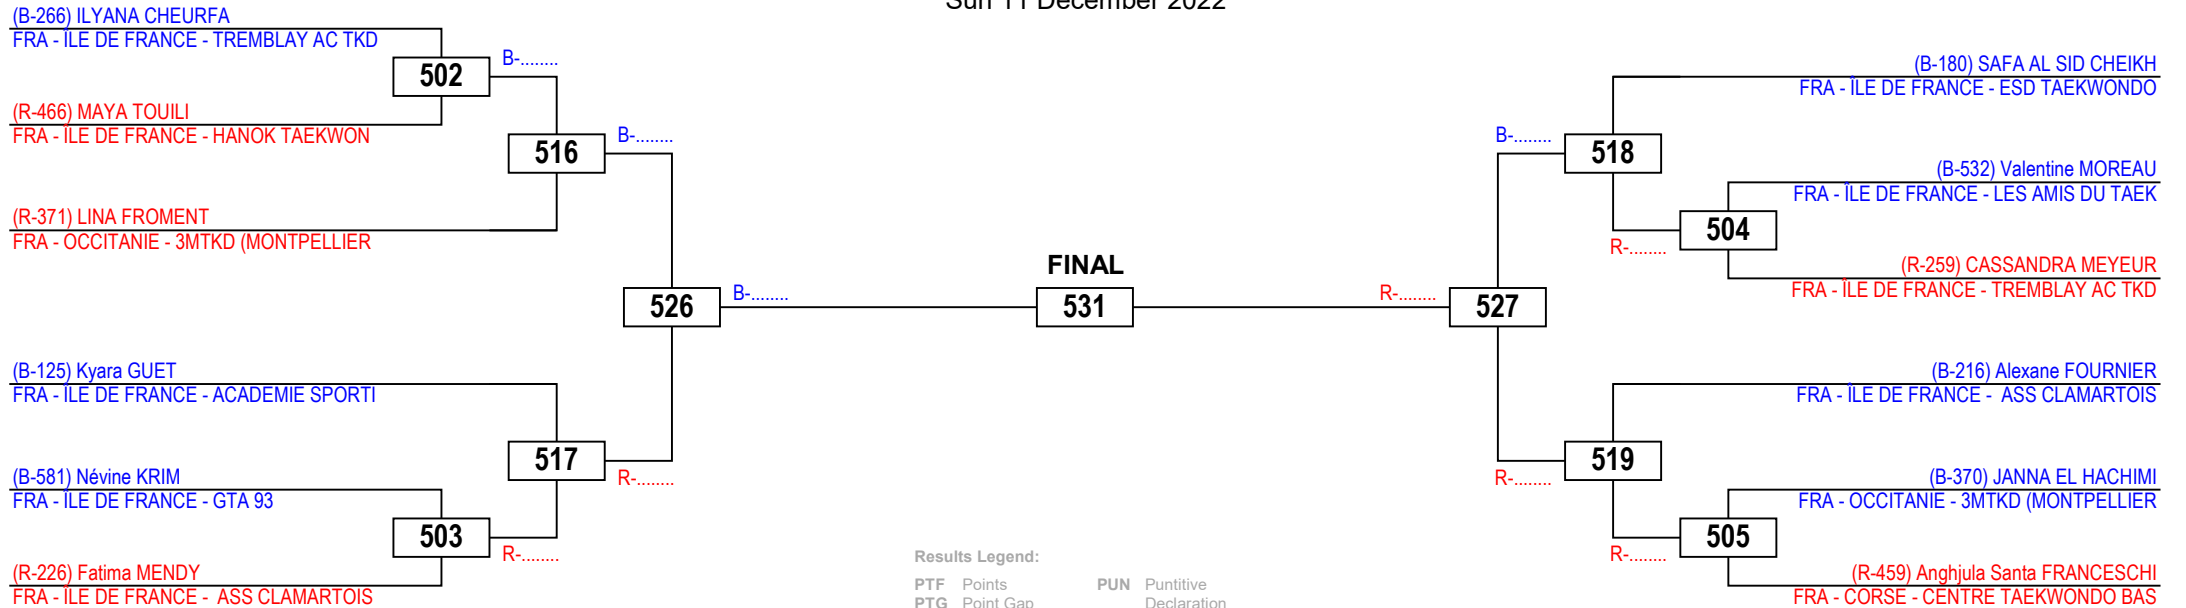 Sun 11 December 2022
(B-266) ILYANA CHEURFA
FRA - ÎLE DE FRANCE - TREMBLAY AC TKD
502
B-........
(R-466) MAYA TOUILI
FRA - ÎLE DE FRANCE - HANOK TAEKWON
516
B-........
(R-371) LINA FROMENT
FRA - OCCITANIE - 3MTKD (MONTPELLIER
526
B-........
(B-125) Kyara GUET
FRA - ÎLE DE FRANCE - ACADEMIE SPORTI
517
R-........
(B-581) Névine KRIM
FRA - ÎLE DE FRANCE - GTA 93
503
R-........
(R-226) Fatima MENDY
FRA - ÎLE DE FRANCE - ASS CLAMARTOIS
FINAL
531
(B-180) SAFA AL SID CHEIKH
FRA - ÎLE DE FRANCE - ESD TAEKWONDO
B-........
518
(B-532) Valentine MOREAU
FRA - ÎLE DE FRANCE - LES AMIS DU TAEK
504
R-........
(R-259) CASSANDRA MEYEUR
FRA - ÎLE DE FRANCE - TREMBLAY AC TKD
R-........
527
(B-216) Alexane FOURNIER
FRA - ÎLE DE FRANCE - ASS CLAMARTOIS
519
R-........
(B-370) JANNA EL HACHIMI
FRA - OCCITANIE - 3MTKD (MONTPELLIER
505
R-........
(R-459) Anghjula Santa FRANCESCHI
FRA - CORSE - CENTRE TAEKWONDO BAS
Results Legend:
PTF Points PUN Puntitive
PTG Point Gap Declaration